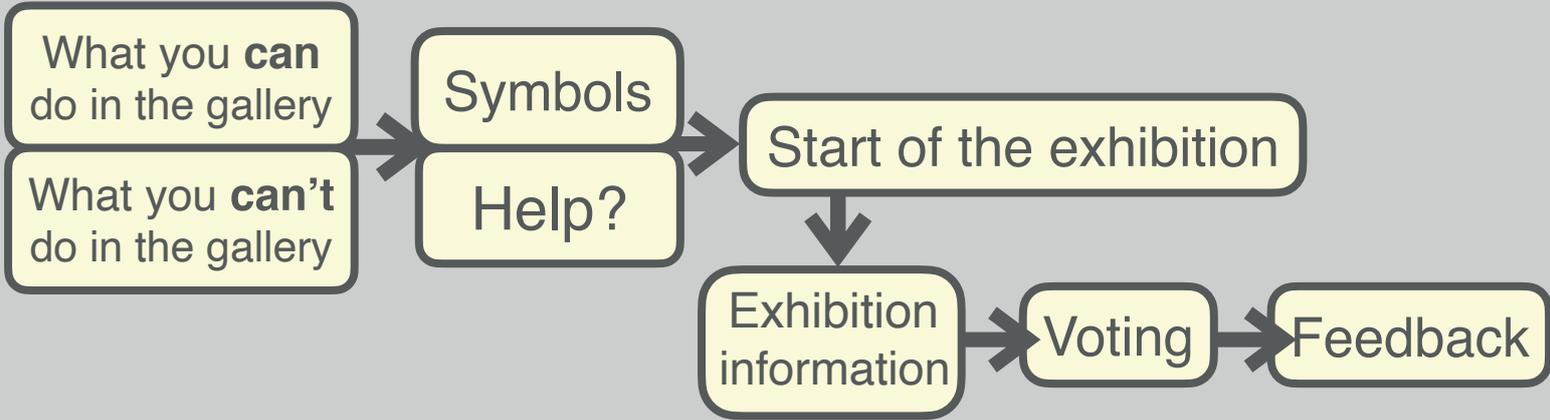 What you can
do in the gallery
What you can’t
do in the gallery
Symbols
Help?
Start of the exhibition
Exhibition
information
Voting
Feedback